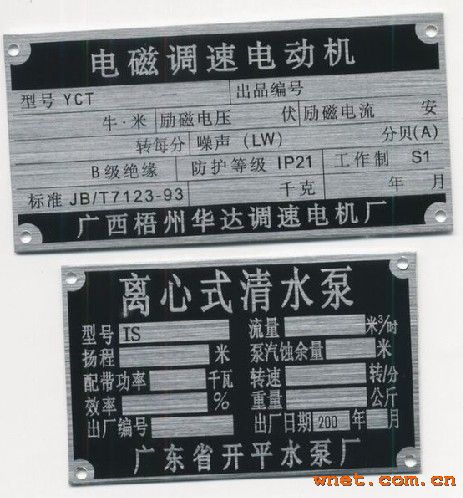 电磁调速电动机
型号 YCT 出品编号
牛·米 励磁电压 伏 励磁电流 安
转每分 噪声 (LW) 分贝(A)
B级绝缘 防护等级 IP21 工作制 S1
标准 JB/T7123-93 千克 年 月
广西梧州华达调速电机厂
离心式清水泵
型号 IS 流量 米³/时
扬程 米 泵汽蚀余量 米
配带功率 千瓦 转速 转/分
效率 % 重量 公斤
出厂编号 出厂日期 200 年 月
广东省开平水泵厂
wnet.com.cn